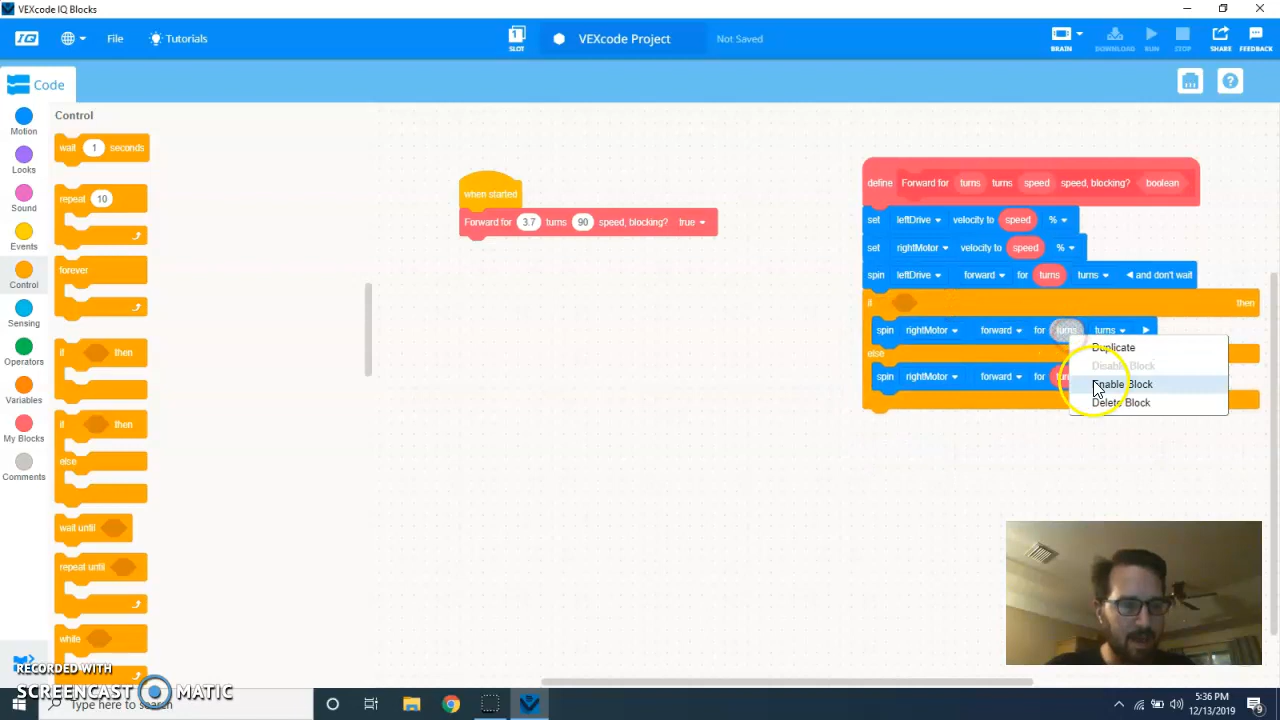 VEXcode IQ Blocks
IQ File Tutorials 1 SLOT VEXcode Project Not Saved BRAIN DOWNLOAD RUN STOP SHARE FEEDBACK
Code
Motion
Looks
Sound
Events
Control
Sensing
Operators
Variables
My Blocks
Comments
Control
wait 1 seconds
repeat 10
forever
if then
if then
else
wait until
repeat until
while
when started
Forward for 3.7 turns 90 speed, blocking? true
define Forward for turns turns speed speed, blocking? boolean
set leftDrive velocity to speed %
set rightMotor velocity to speed %
spin leftDrive forward for turns turns and don't wait
if then
spin rightMotor forward for turns turns
else
spin rightMotor forward for
Duplicate
Disable Block
Enable Block
Delete Block
RECORDED WITH
SCREENCAST MATIC
Type here to search
5:36 PM
12/13/2019
9